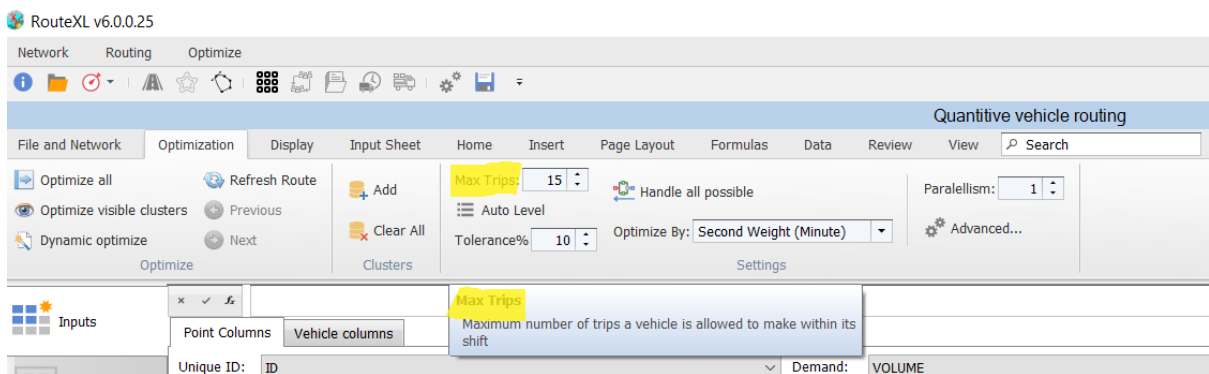 RouteXL v6.0.0.25
Network Routing Optimize
Quantitive vehicle routing
File and Network Optimization Display Input Sheet Home Insert Page Layout Formulas Data Review View Search
Optimize all Refresh Route Add Max Trips: 15 Handle all possible Paralellism: 1
Optimize visible clusters Previous Auto Level
Dynamic optimize Next Clear All Tolerance% 10 Optimize By: Second Weight (Minute) Advanced...
Optimize Clusters Settings
Inputs fx
Max Trips
Maximum number of trips a vehicle is allowed to make within its
shift
Point Columns Vehicle columns
Unique ID: ID Demand: VOLUME